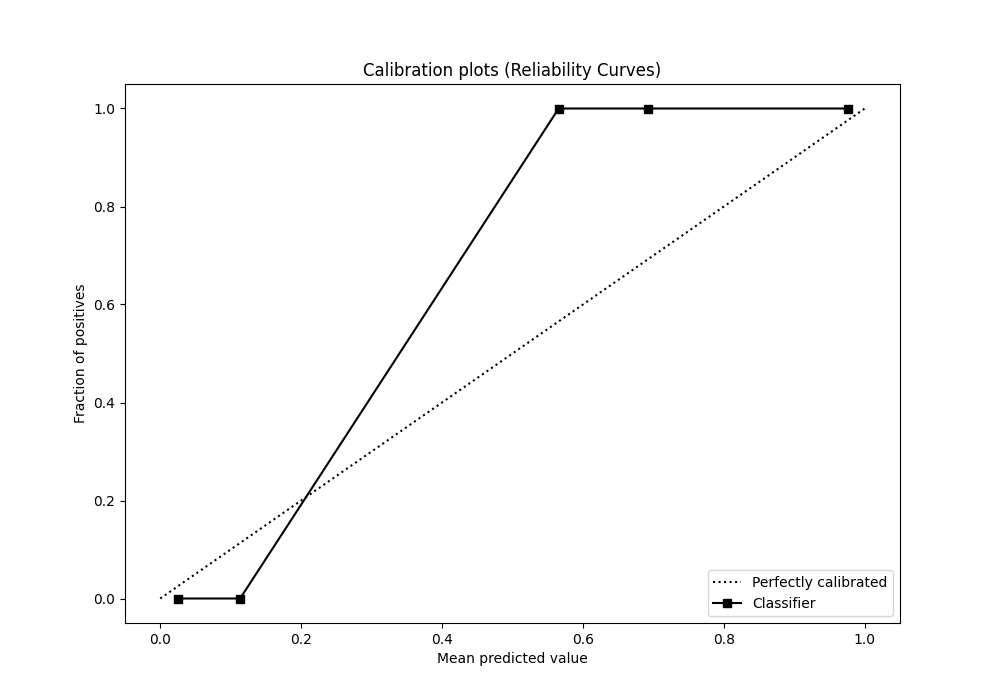 Calibration plots (Reliability Curves)
1.0
0.8
0.6
0.4
0.2
0.0
Fraction of positives
0.0 0.2 0.4 0.6 0.8 1.0
Mean predicted value
Perfectly calibrated
Classifier